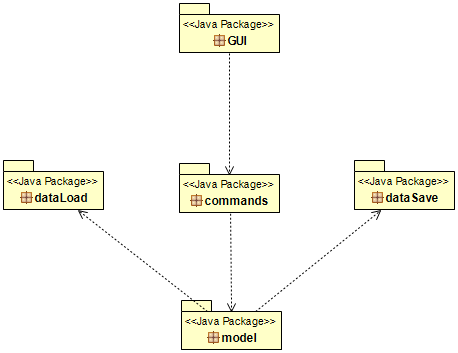 <<Java Package>>
GUI
<<Java Package>>
dataLoad
<<Java Package>>
commands
<<Java Package>>
dataSave
<<Java Package>>
model